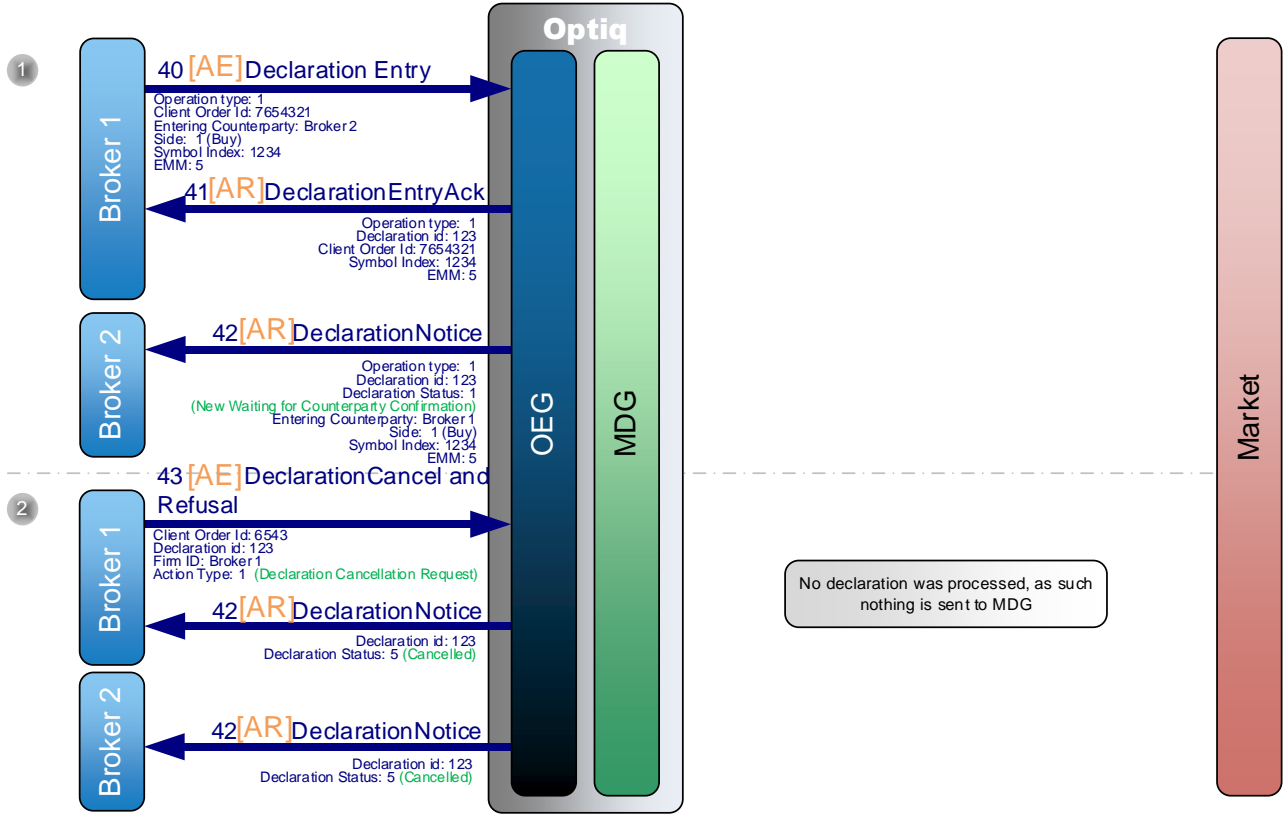 Optiq
1
Broker 1
40 [AE] Declaration Entry
Operation type: 1
Client Order Id: 7654321
Entering Counterparty: Broker 2
Side: 1 (Buy)
Symbol Index: 1234
EMM: 5
41 [AR] DeclarationEntryAck
Operation type: 1
Declaration id: 123
Client Order Id: 7654321
Symbol Index: 1234
EMM: 5
Broker 2
42 [AR] DeclarationNotice
Operation type: 1
Declaration id: 123
Declaration Status: 1
(New Waiting for Counterparty Confirmation)
Entering Counterparty: Broker 1
Side: 1 (Buy)
Symbol Index: 1234
EMM: 5
OEG
MDG
Market
2
Broker 1
43 [AE] DeclarationCancel and
Refusal
Client Order Id: 6543
Declaration id: 123
Firm ID: Broker 1
Action Type: 1 (Declaration Cancellation Request)
42 [AR] DeclarationNotice
Declaration id: 123
Declaration Status: 5 (Cancelled)
No declaration was processed, as such
nothing is sent to MDG
Broker 2
42 [AR] DeclarationNotice
Declaration id: 123
Declaration Status: 5 (Cancelled)